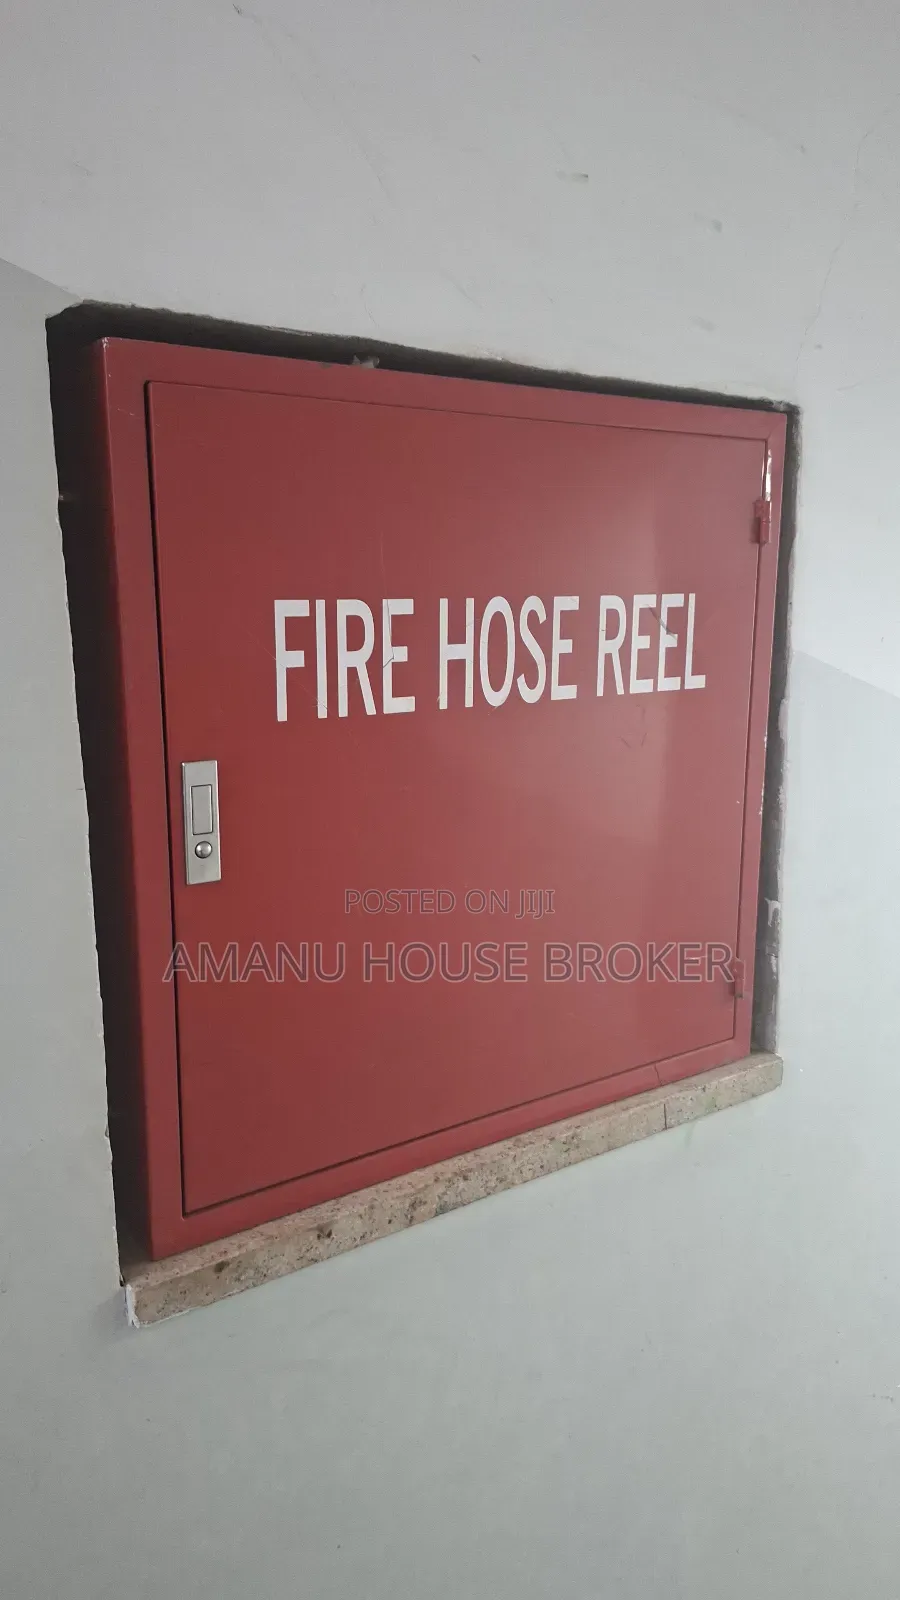 FIRE HOSE REEL
POSTED ON JIJI
AMANU HOUSE BROKER